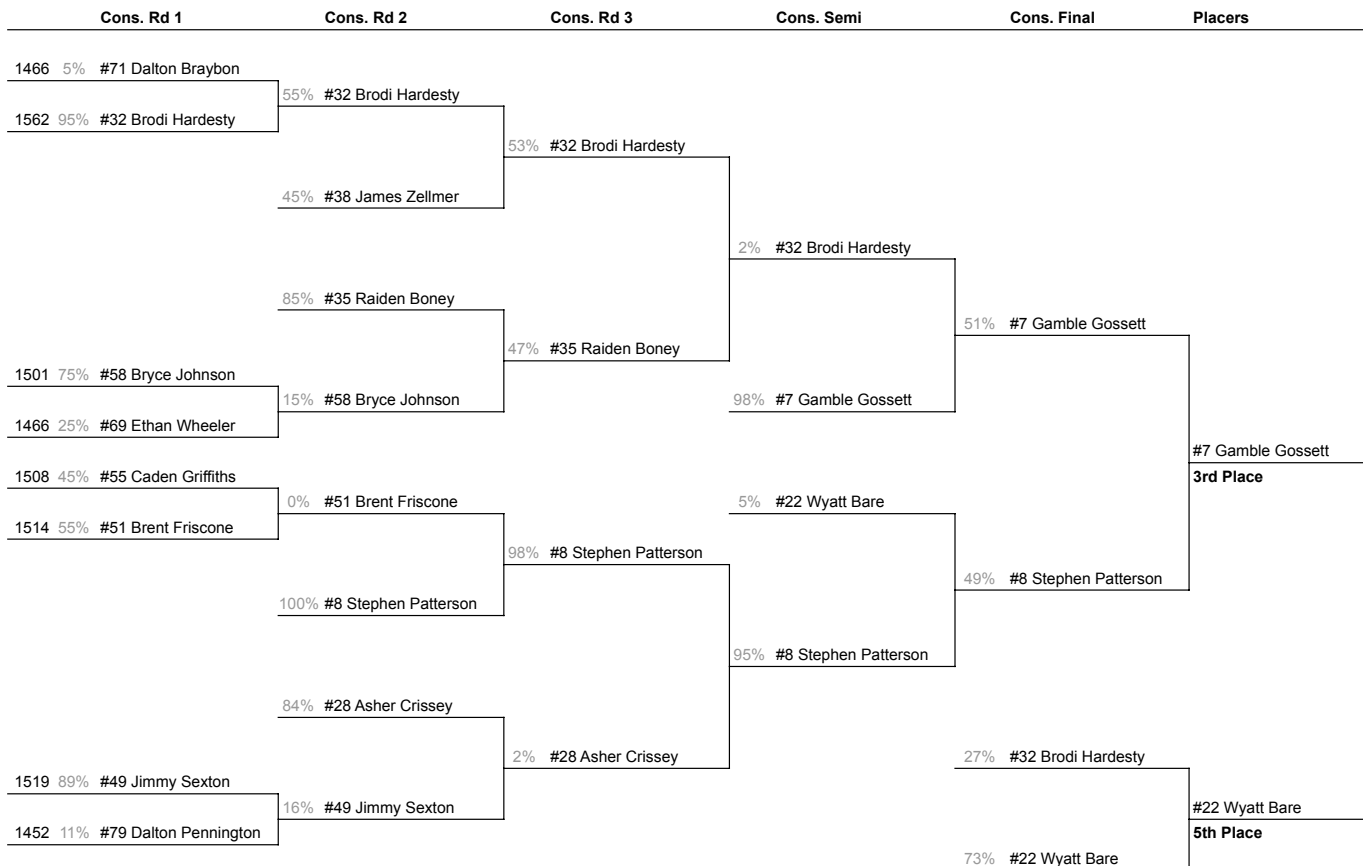 Cons. Rd 1 Cons. Rd 2 Cons. Rd 3 Cons. Semi Cons. Final Placers
1466 5% #71 Dalton Braybon
55% #32 Brodi Hardesty
1562 95% #32 Brodi Hardesty
53% #32 Brodi Hardesty
45% #38 James Zellmer
2% #32 Brodi Hardesty
85% #35 Raiden Boney
51% #7 Gamble Gossett
47% #35 Raiden Boney
1501 75% #58 Bryce Johnson
15% #58 Bryce Johnson
98% #7 Gamble Gossett
1466 25% #69 Ethan Wheeler
#7 Gamble Gossett
3rd Place
1508 45% #55 Caden Griffiths
0% #51 Brent Friscone
5% #22 Wyatt Bare
1514 55% #51 Brent Friscone
98% #8 Stephen Patterson
49% #8 Stephen Patterson
100% #8 Stephen Patterson
95% #8 Stephen Patterson
84% #28 Asher Crissey
2% #28 Asher Crissey
27% #32 Brodi Hardesty
1519 89% #49 Jimmy Sexton
16% #49 Jimmy Sexton
#22 Wyatt Bare
1452 11% #79 Dalton Pennington
5th Place
73% #22 Wyatt Bare